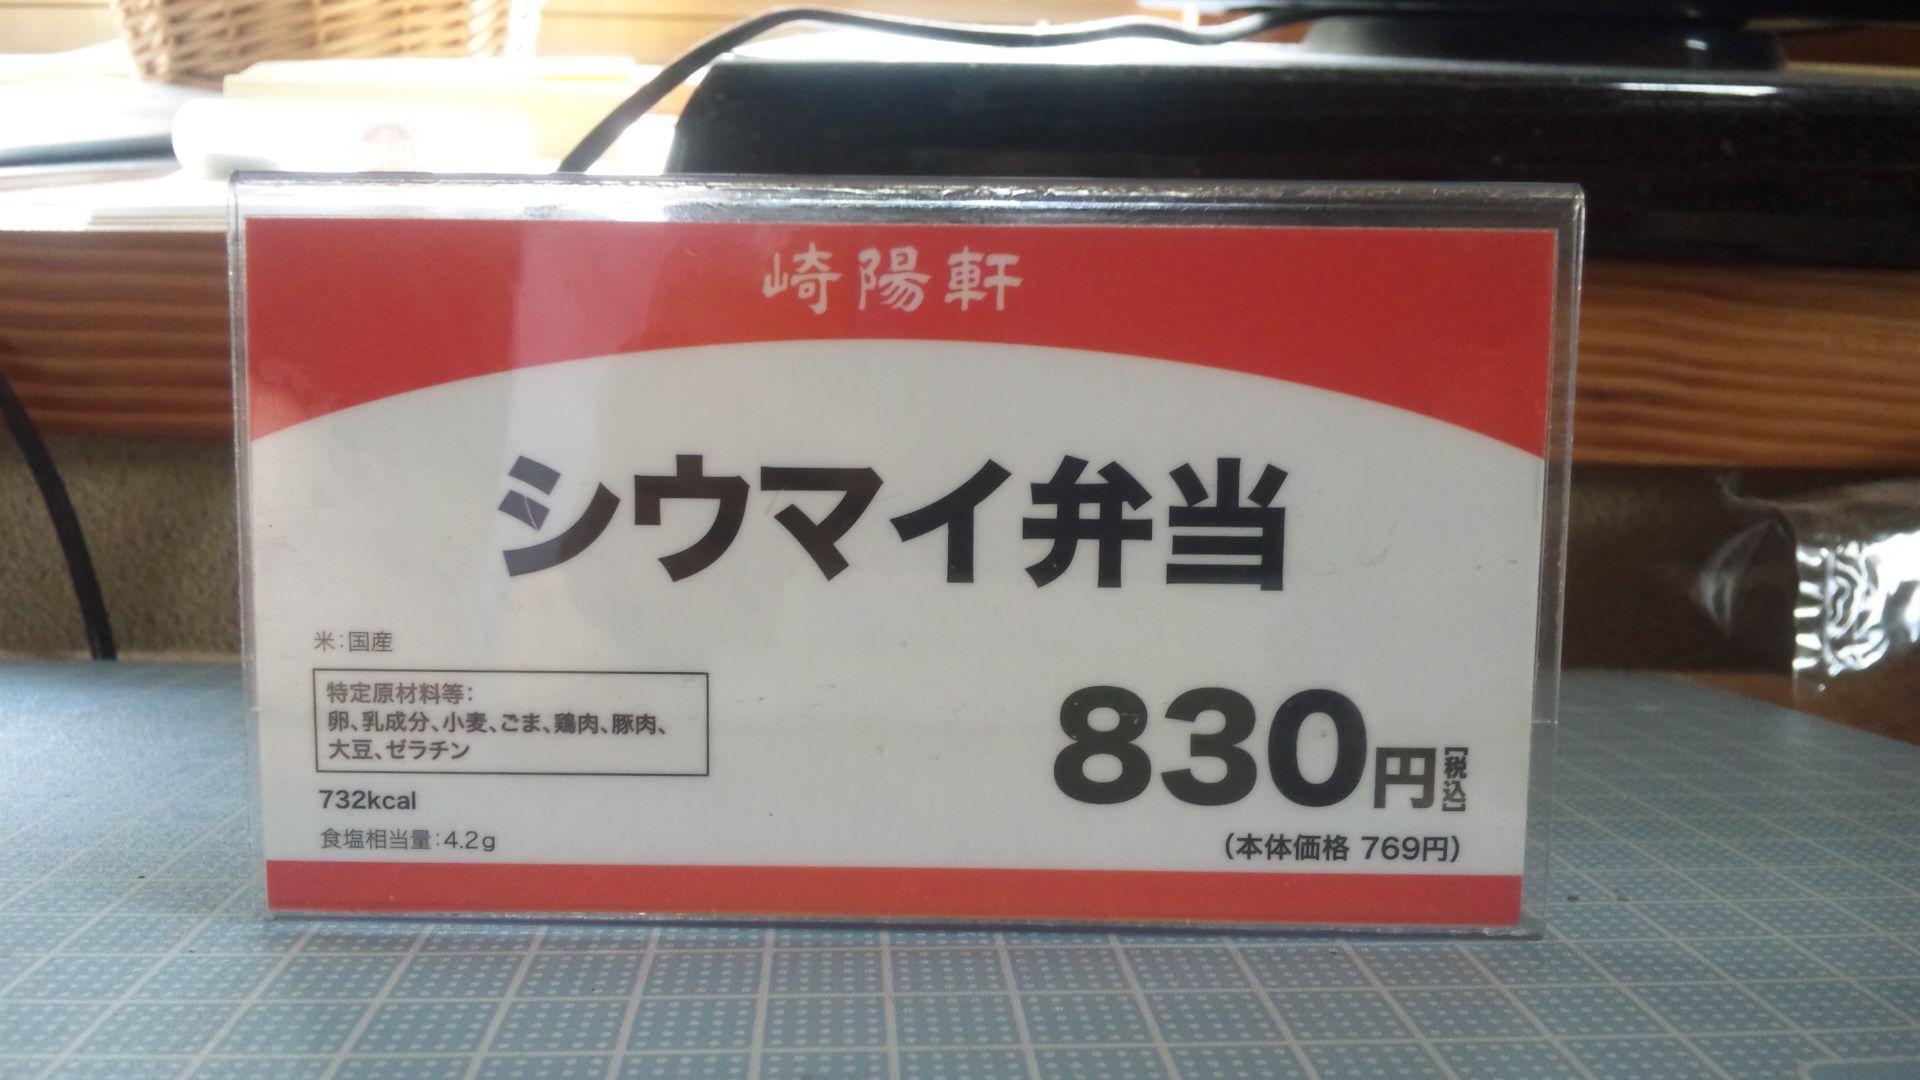 崎陽軒
シウマイ弁当
米:国産
特定原材料等:
卵、乳成分、小麦、ごま、鶏肉、豚肉、
大豆、ゼラチン
732kcal
食塩相当量:4.2g
830円[税込]
(本体価格 769円)